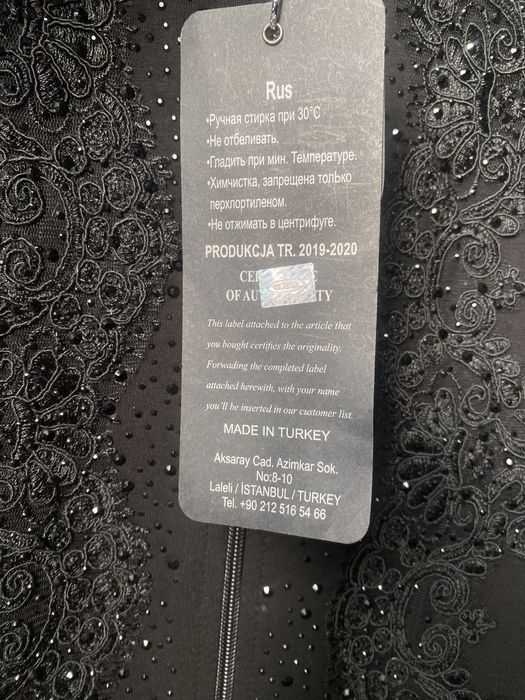 Rus
•Ручная стирка при 30°C
•Не отбеливать.
•Гладить при мин. Температуре.
•Химчистка, запрещена только
перхлортиленом.
•Не отжимать в центрифуге.
PRODUKCJA TR. 2019-2020
OF
This label attached to the article that
you bought certifies the originality.
Forwading the completed label
attached herewith, with your name
you'll be inserted in our customer list.
MADE IN TURKEY
Aksaray Cad. Azimkar Sok.
No:8-10
Laleli / İSTANBUL / TURKEY
Tel. +90 212 516 54 66